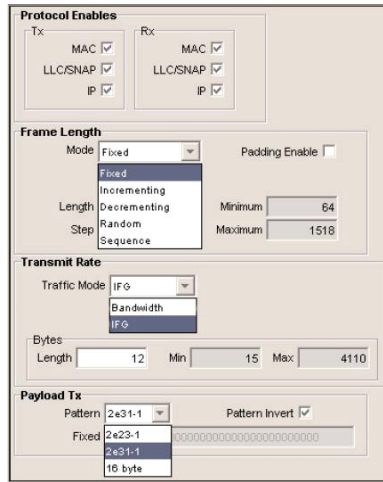 Protocol Enables
Tx Rx
MAC MAC
LLC/SNAP LLC/SNAP
IP IP
Frame Length
Mode Fixed Padding Enable
Fixed
Incrementing
Length Decrementing Minimum 64
Step Random Maximum 1518
Sequence
Transmit Rate
Traffic Mode IFG
Bandwidth
IFG
Bytes
Length 12 Min 15 Max 4110
Payload Tx
Pattern 2e31-1 Pattern Invert
2e23-1
Fixed
2e31-1
16 byte